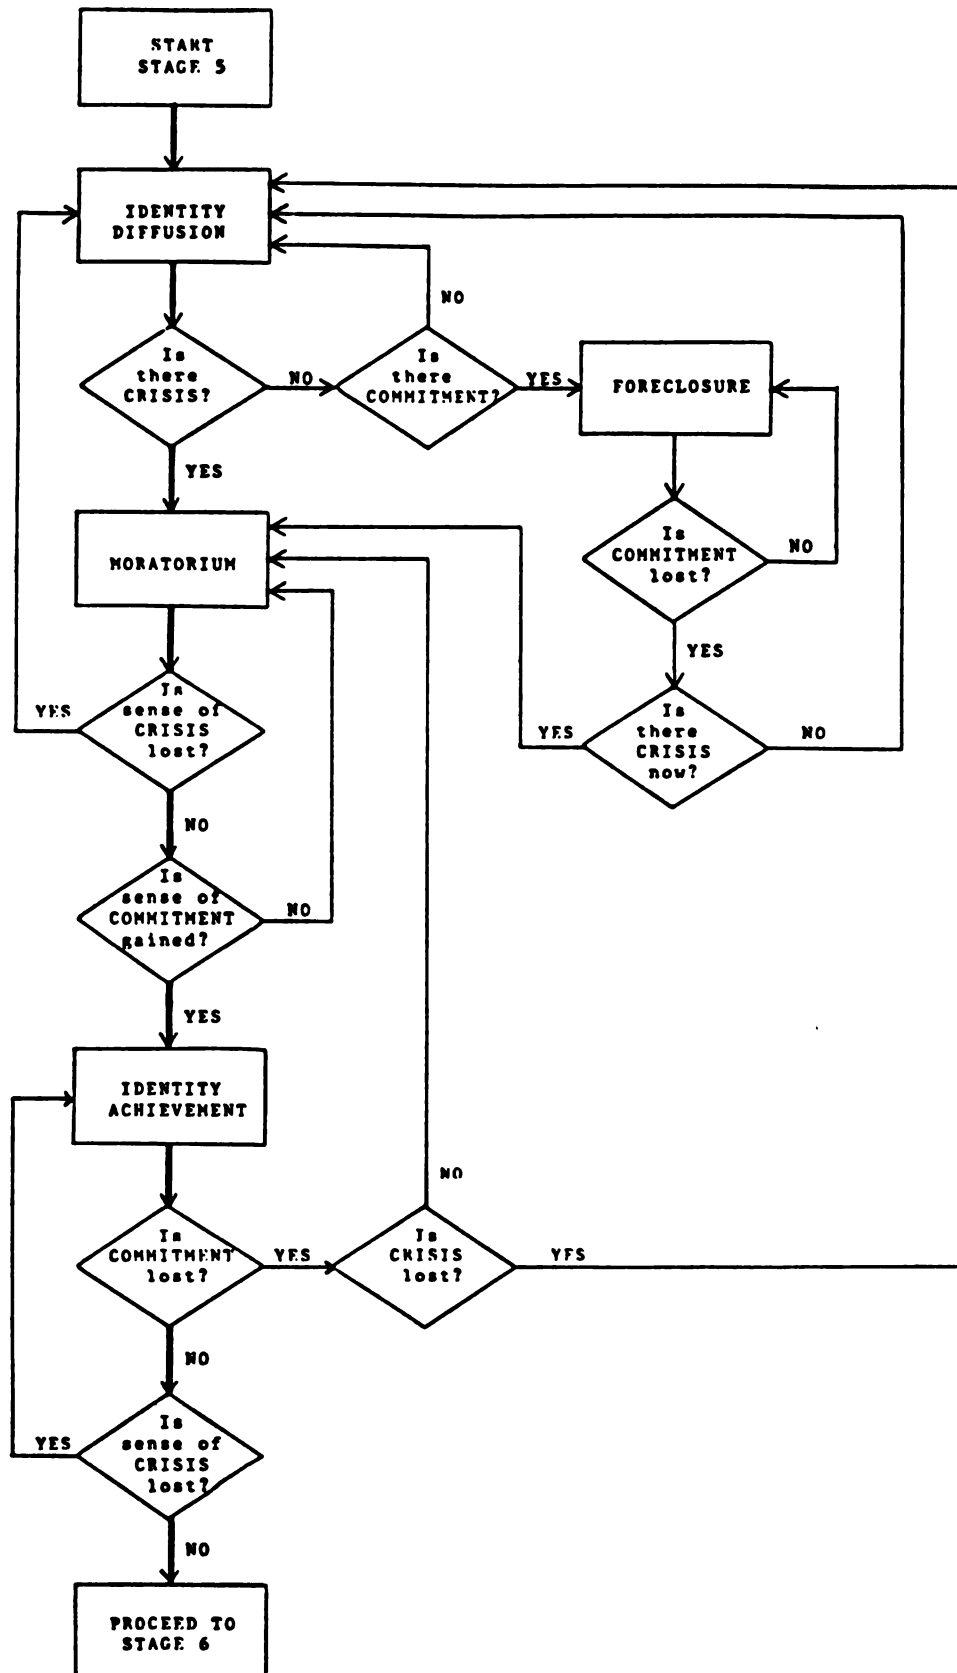 START
STAGE 5
IDENTITY
DIFFUSION
NO
Is
there
CRISIS?
NO
Is
there
COMMITMENT?
YES
FORECLOSURE
YES
MORATORIUM
Is
COMMITMENT
lost?
NO
YES
Is
sense of
CRISIS
lost?
YES
Is
there
CRISIS
now?
YES
NO
NO
Is
sense of
COMMITMENT
gained?
NO
YES
IDENTITY
ACHIEVEMENT
NO
Is
COMMITMENT
lost?
YES
Is
CRISIS
lost?
YES
NO
Is
sense of
CRISIS
lost?
YES
NO
PROCEED TO
STAGE 6